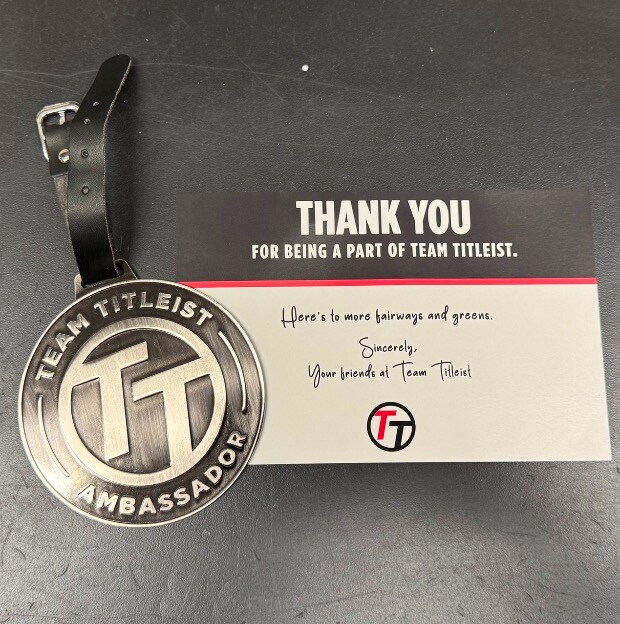 TEAM TITLEIST
TT
AMBASSADOR
THANK YOU
FOR BEING A PART OF TEAM TITLEIST.
Here's to more fairways and greens.
Sincerely,
Your friends at Team Titleist
TT